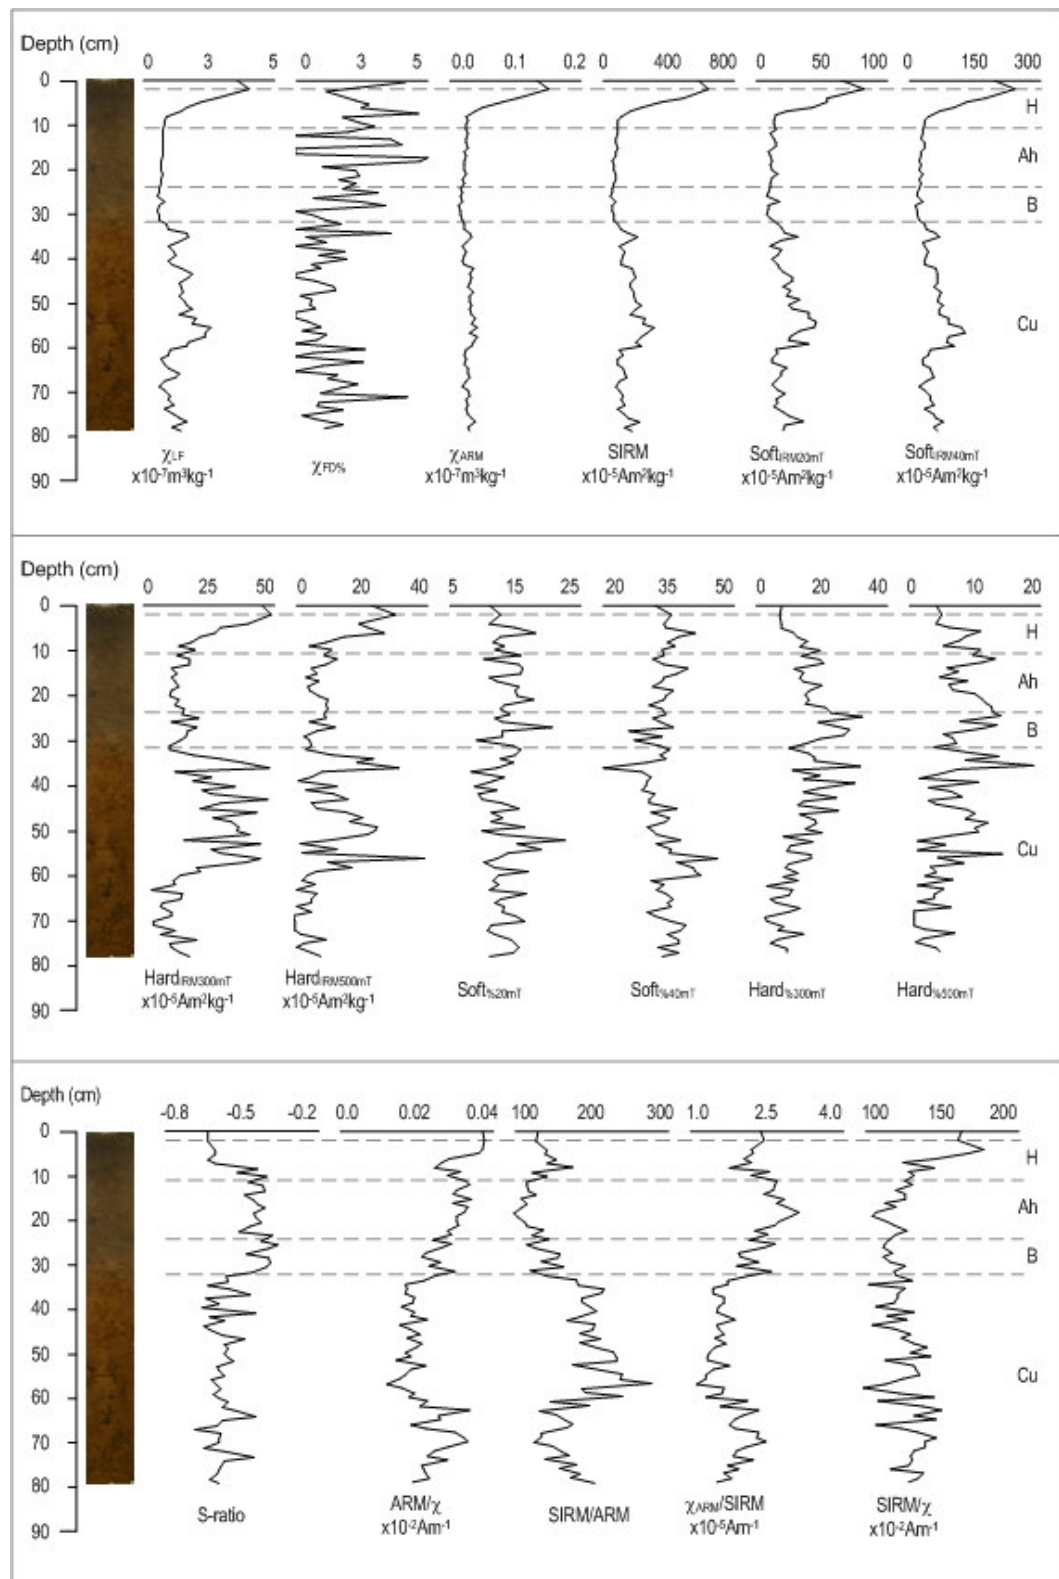 Depth (cm)
0 3 5 0 3 5 0.0 0.1 0.2 0 400 800 0 50 100 0 150 300
0
10
20
30
40
50
60
70
80
90
H
Ah
B
Cu
χLF
x10-7m3kg-1
χFD%
χARM
x10-7m3kg-1
SIRM
x10-5Am2kg-1
SoftIRM20mT
x10-5Am2kg-1
SoftIRM40mT
x10-5Am2kg-1
Depth (cm)
0 25 50 0 20 40 5 15 25 20 35 50 0 20 40 0 10 20
0
10
20
30
40
50
60
70
80
90
H
Ah
B
Cu
HardIRM300mT
x10-5Am2kg-1
HardIRM500mT
x10-5Am2kg-1
Soft%20mT
Soft%40mT
Hard%300mT
Hard%500mT
Depth (cm)
-0.8 -0.5 -0.2 0.0 0.02 0.04 100 200 300 1.0 2.5 4.0 100 150 200
0
10
20
30
40
50
60
70
80
90
H
Ah
B
Cu
S-ratio
ARM/χ
x10-2Am-1
SIRM/ARM
χARM/SIRM
x10-5Am-1
SIRM/χ
x10-2Am-1